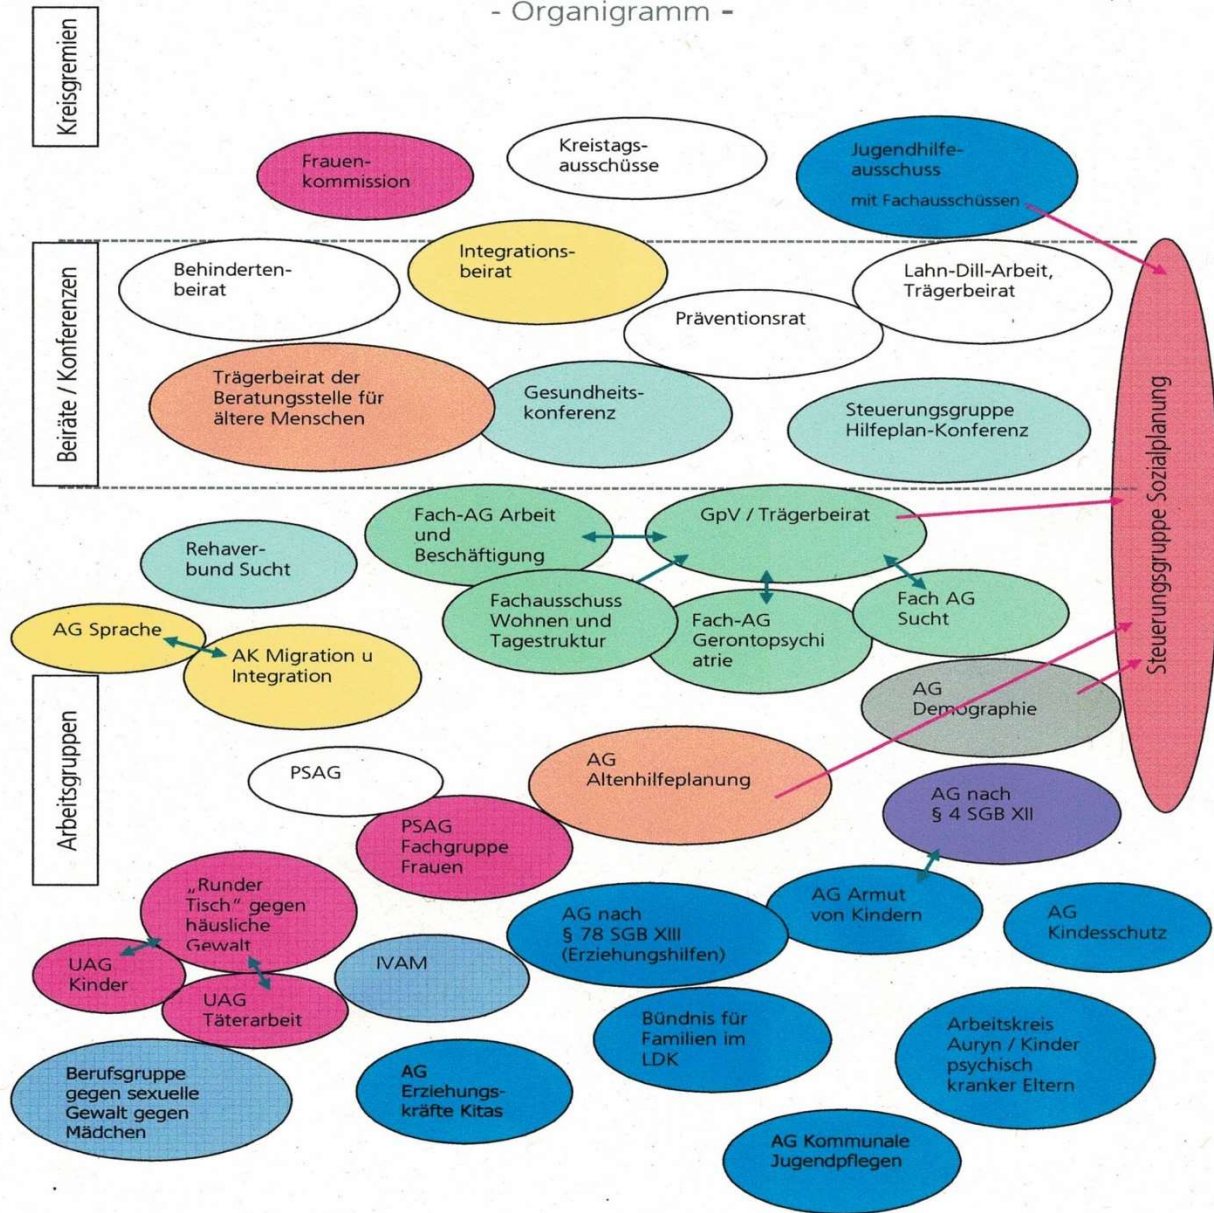 - Organigramm -
Kreisgremien
Frauen-
kommission
Kreistags-
ausschüsse
Jugendhilfe-
ausschuss
mit Fachausschüssen
Beiräte / Konferenzen
Behinderten-
beirat
Integrations-
beirat
Präventionsrat
Lahn-Dill-Arbeit,
Trägerbeirat
Trägerbeirat der
Beratungsstelle für
ältere Menschen
Gesundheits-
konferenz
Steuerungsgruppe
Hilfeplan-Konferenz
Steuerungsgruppe Sozialplanung
Fach-AG Arbeit
und
Beschäftigung
GpV / Trägerbeirat
Rehaver-
bund Sucht
Fachausschuss
Wohnen und
Tagestruktur
Fach-AG
Gerontopsychi
atrie
Fach AG
Sucht
AG Sprache
AK Migration u
Integration
Arbeitsgruppen
AG
Demographie
PSAG
AG
Altenhilfeplanung
AG nach
§ 4 SGB XII
PSAG
Fachgruppe
Frauen
„Runder
Tisch“ gegen
häusliche
Gewalt
AG nach
§ 78 SGB XIII
(Erziehungshilfen)
AG Armut
von Kindern
AG
Kindesschutz
UAG
Kinder
UAG
Täterarbeit
IVAM
Bündnis für
Familien im
LDK
Arbeitskreis
Auryn / Kinder
psychisch
kranker Eltern
Berufsgruppe
gegen sexuelle
Gewalt gegen
Mädchen
AG
Erziehungs-
kräfte Kitas
AG Kommunale
Jugendpflegen